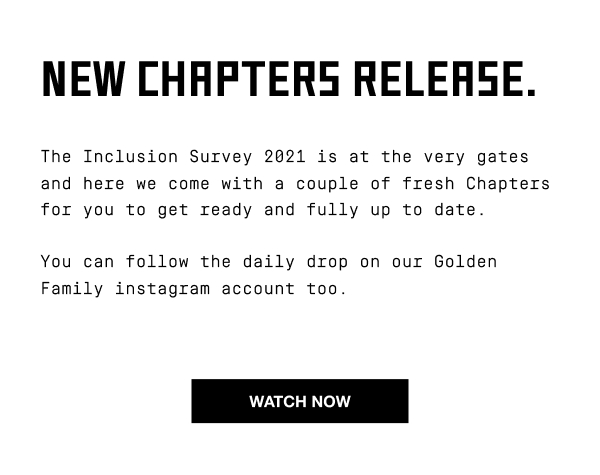 NEW CHAPTERS RELEASE.
The Inclusion Survey 2021 is at the very gates
and here we come with a couple of fresh Chapters
for you to get ready and fully up to date.
You can follow the daily drop on our Golden
Family instagram account too.
WATCH NOW